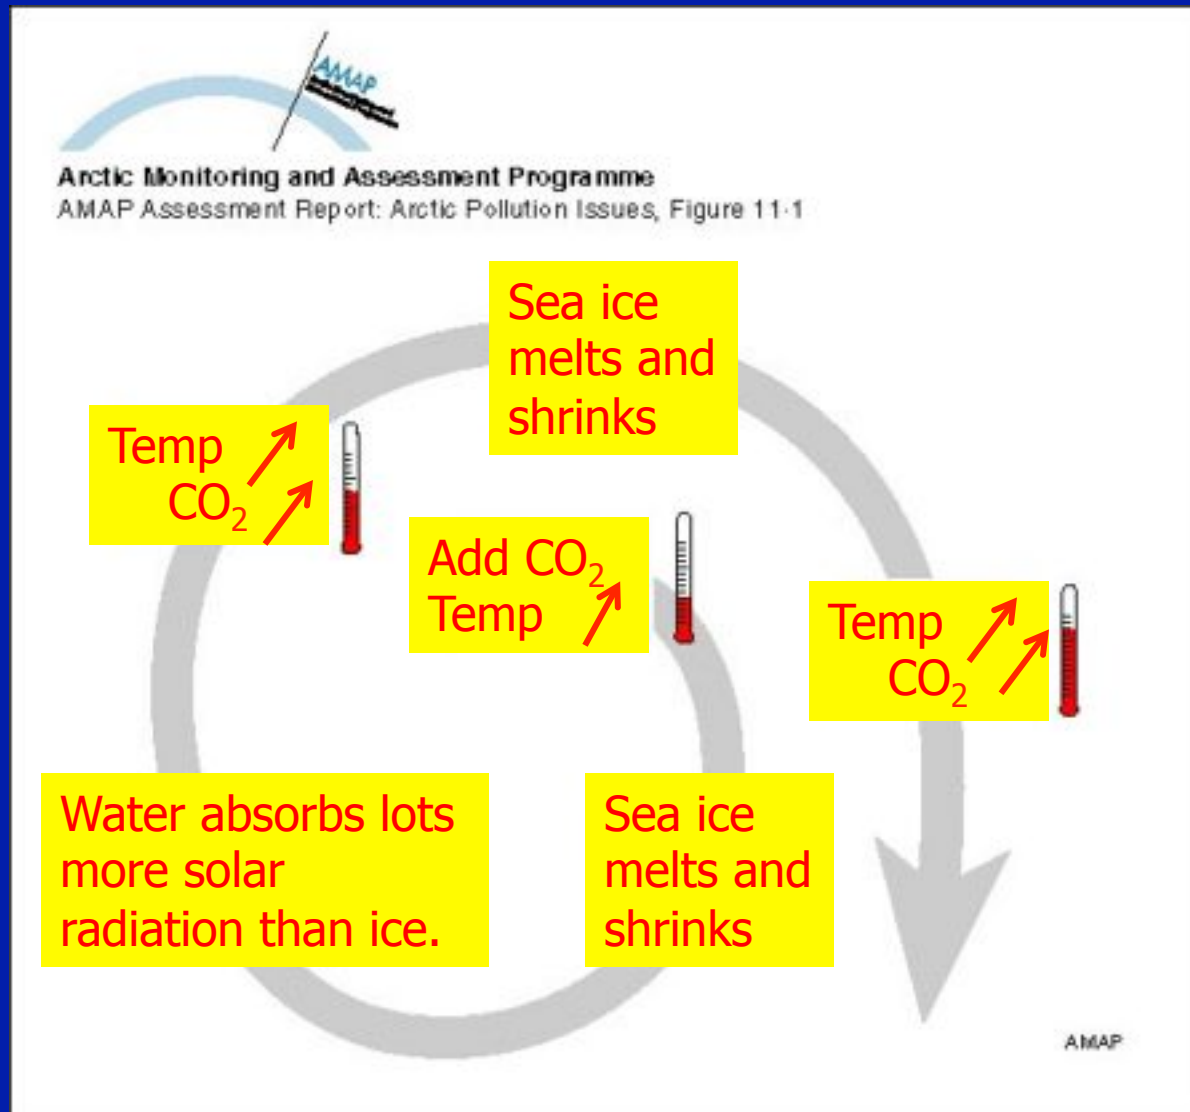 AMAP
Arctic Monitoring and Assessment Programme
AMAP Assessment Report: Arctic Pollution Issues, Figure 11·1
Sea ice
melts and
shrinks
Temp
CO₂
Add CO₂
Temp
Temp
CO₂
Water absorbs lots
more solar
radiation than ice.
Sea ice
melts and
shrinks
AMAP